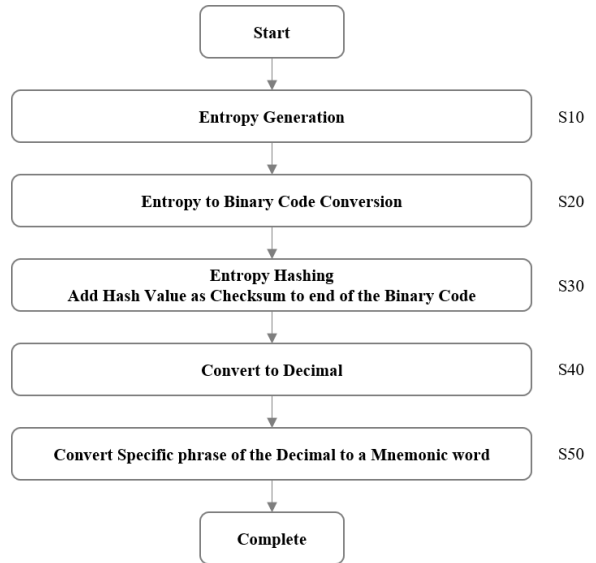 Start
Entropy Generation
S10
Entropy to Binary Code Conversion
S20
Entropy Hashing
Add Hash Value as Checksum to end of the Binary Code
S30
Convert to Decimal
S40
Convert Specific phrase of the Decimal to a Mnemonic word
S50
Complete